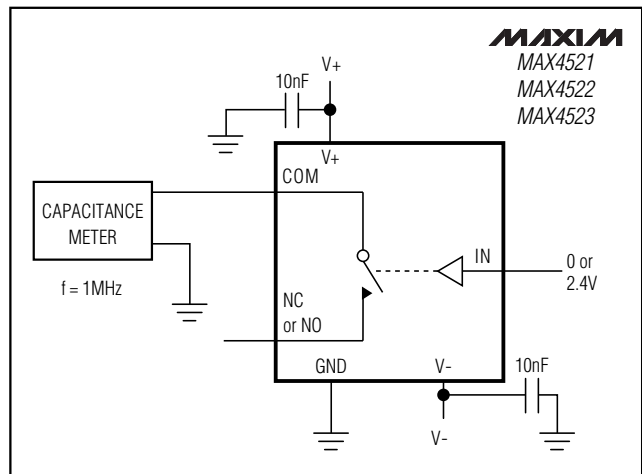 MAXIM
MAX4521
MAX4522
MAX4523
V+
10nF
V+
COM
CAPACITANCE
METER
f = 1MHz
IN
0 or
2.4V
NC
or NO
GND
V-
10nF
V-